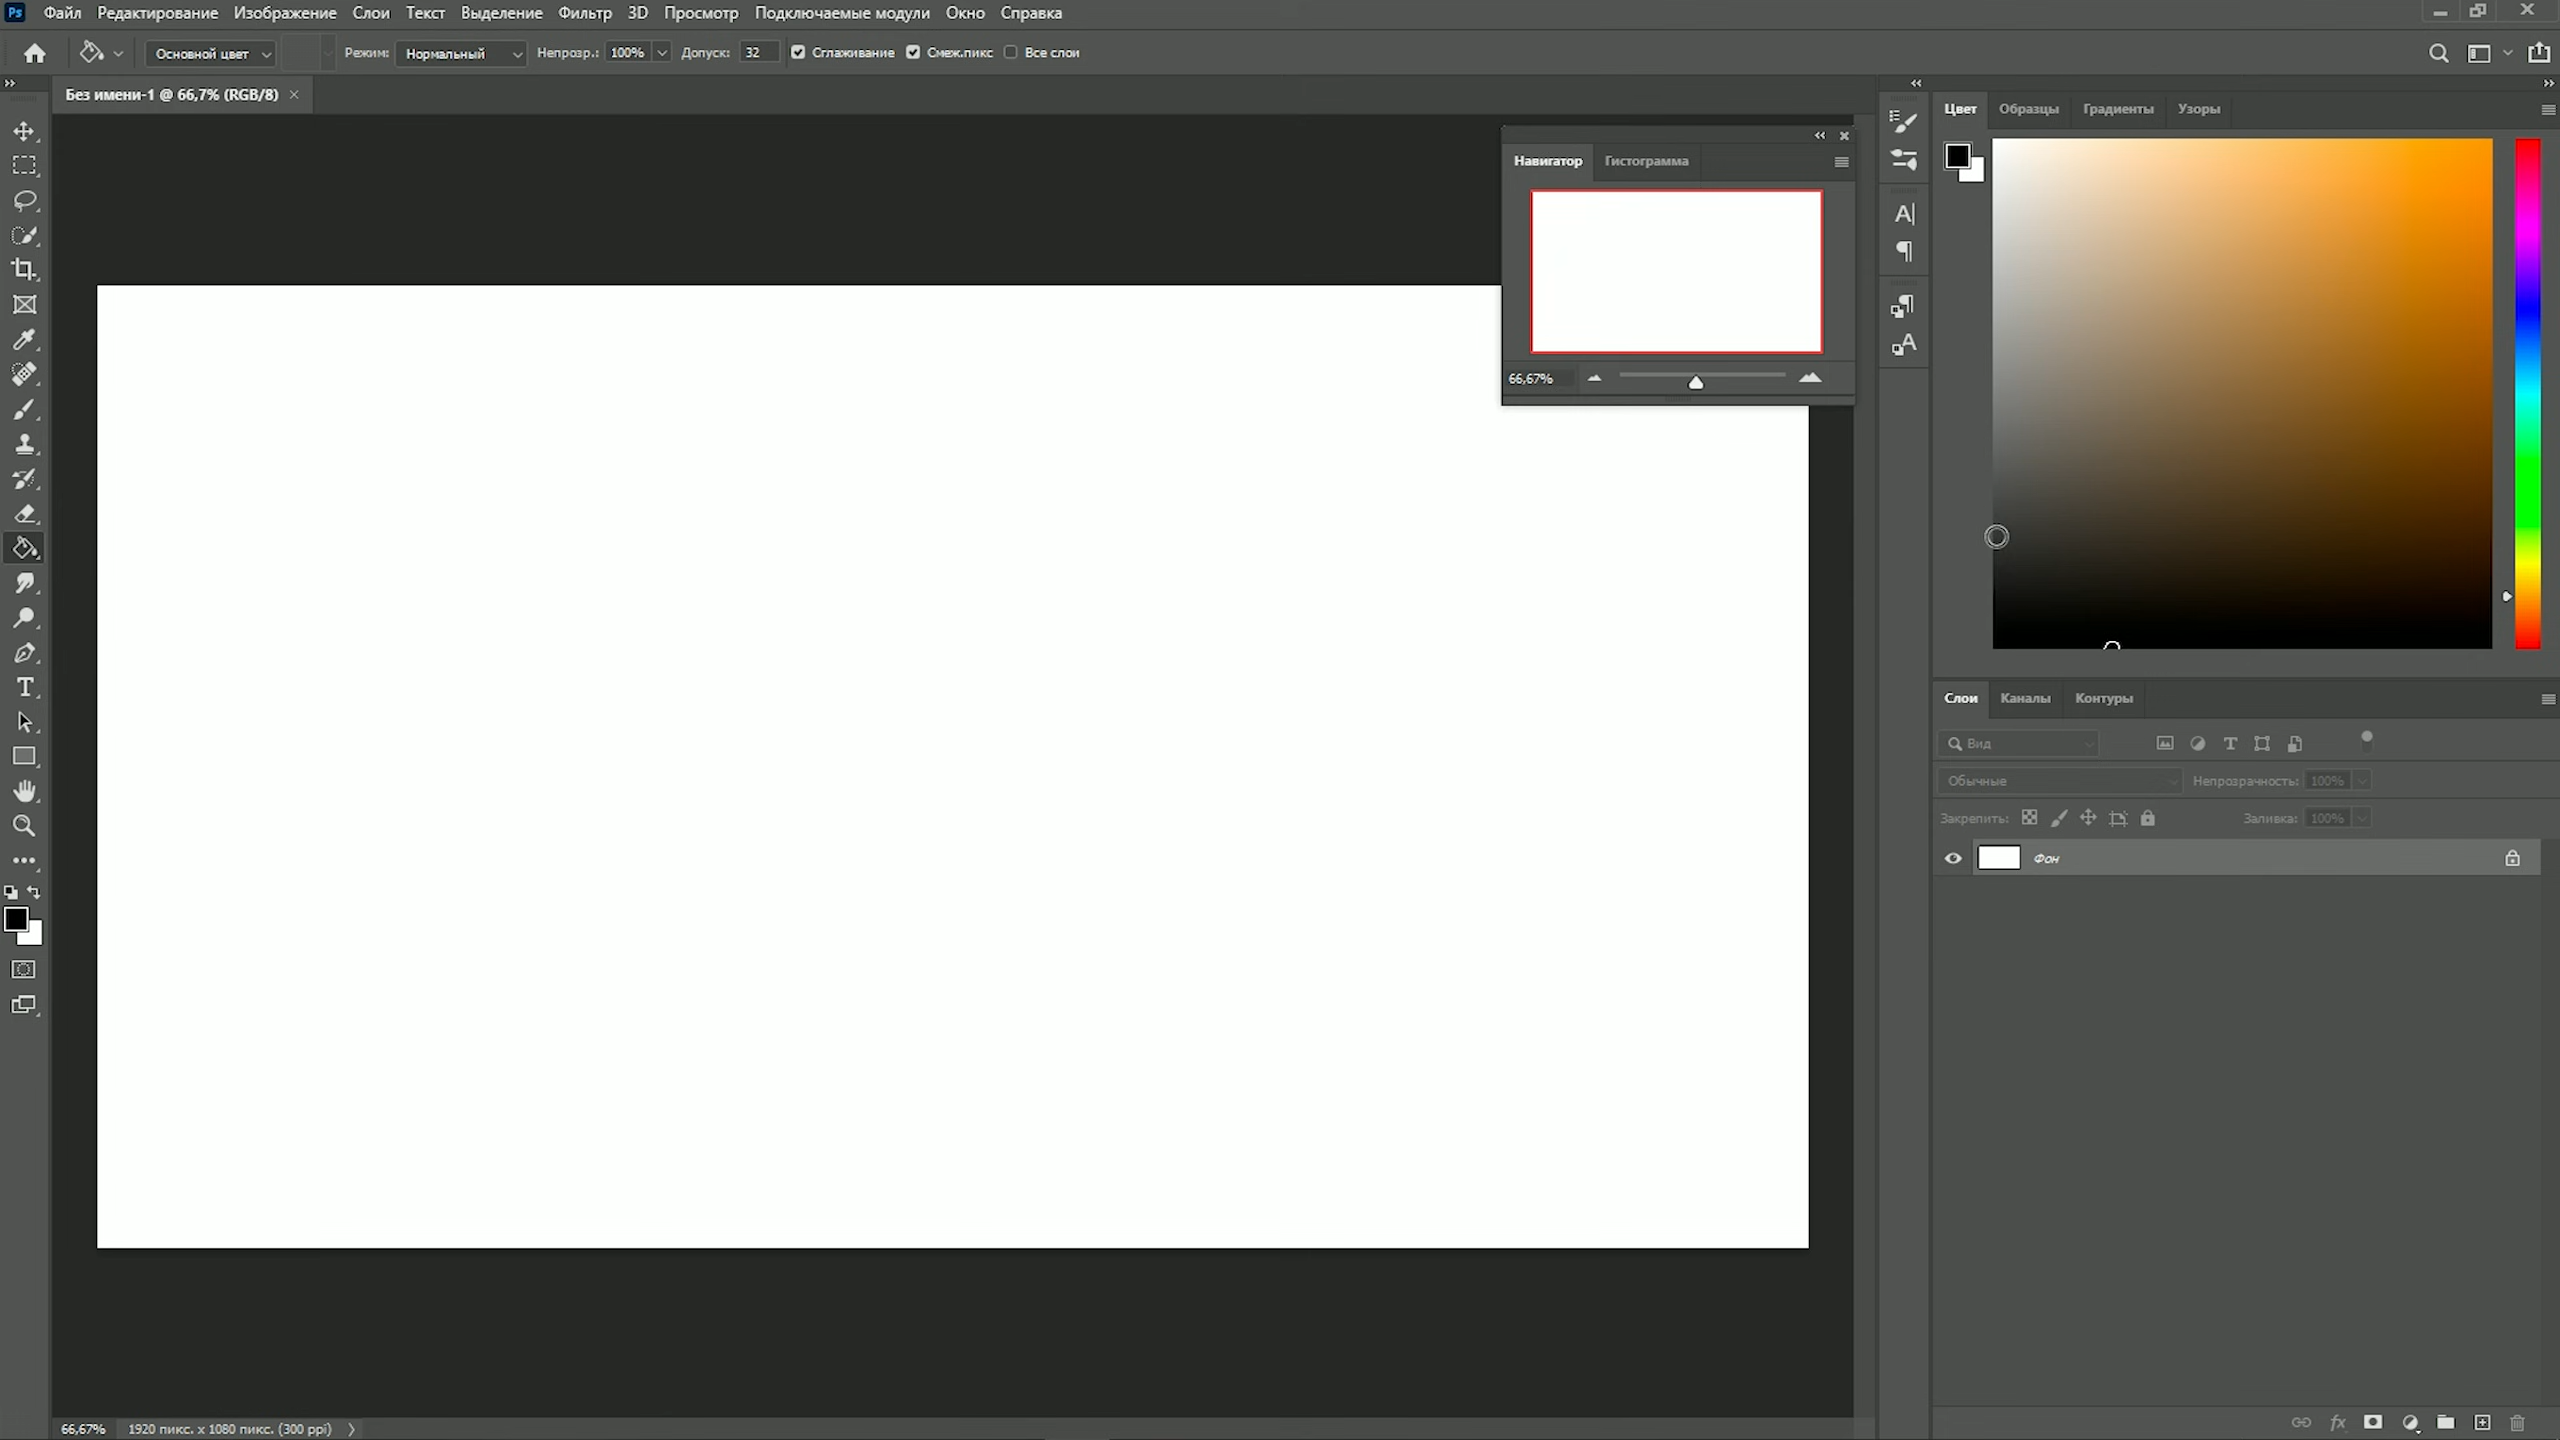 Ps Файл Редактирование Изображение Слои Текст Выделение Фильтр 3D Просмотр Подключаемые модули Окно Справка
Основной цвет Режим: Нормальный Непрозр.: 100% Допуск: 32 Сглаживание Смеж.пикс Все слои
Без имени-1 @ 66,7% (RGB/8)
Навигатор Гистограмма
66,67%
Цвет Образцы Градиенты Узоры
Слои Каналы Контуры
Вид
Обычные Непрозрачность: 100%
Закрепить: Заливка: 100%
Фон
fx
66,67% 1920 пикс. x 1080 пикс. (300 ppi)